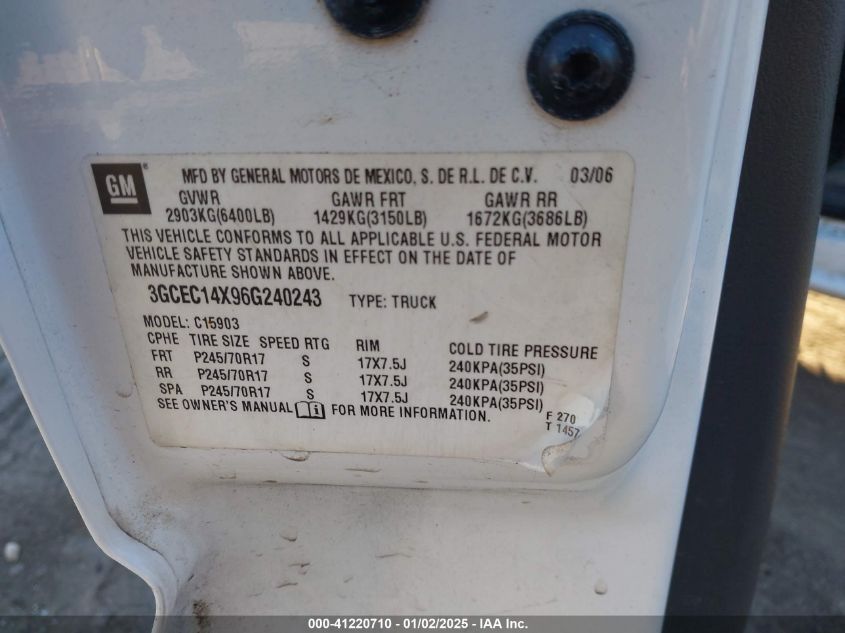 GM
MFD BY GENERAL MOTORS DE MEXICO, S. DE R.L. DE C.V. 03/06
GVWR GAWR FRT GAWR RR
2903KG(6400LB) 1429KG(3150LB) 1672KG(3686LB)
THIS VEHICLE CONFORMS TO ALL APPLICABLE U.S. FEDERAL MOTOR
VEHICLE SAFETY STANDARDS IN EFFECT ON THE DATE OF
MANUFACTURE SHOWN ABOVE.
3GCEC14X96G240243 TYPE: TRUCK
MODEL: C15903
CPHE TIRE SIZE SPEED RTG RIM COLD TIRE PRESSURE
FRT P245/70R17 S 17X7.5J 240KPA(35PSI)
RR P245/70R17 S 17X7.5J 240KPA(35PSI)
SPA P245/70R17 S 17X7.5J 240KPA(35PSI)
SEE OWNER'S MANUAL FOR MORE INFORMATION.
F 270
T 1457
000-41220710 - 01/02/2025 - IAA Inc.